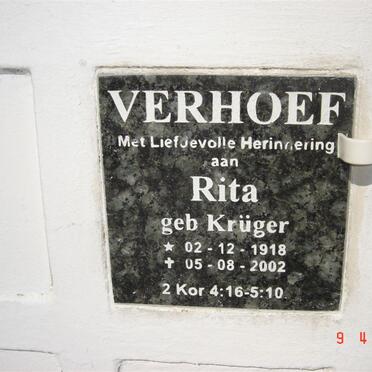 VERHOEF
Met Liefdevolle Herinnering
aan
Rita
geb Krüger
★ 02 - 12 - 1918
✝ 05 - 08 - 2002
2 Kor 4:16-5:10
9 4